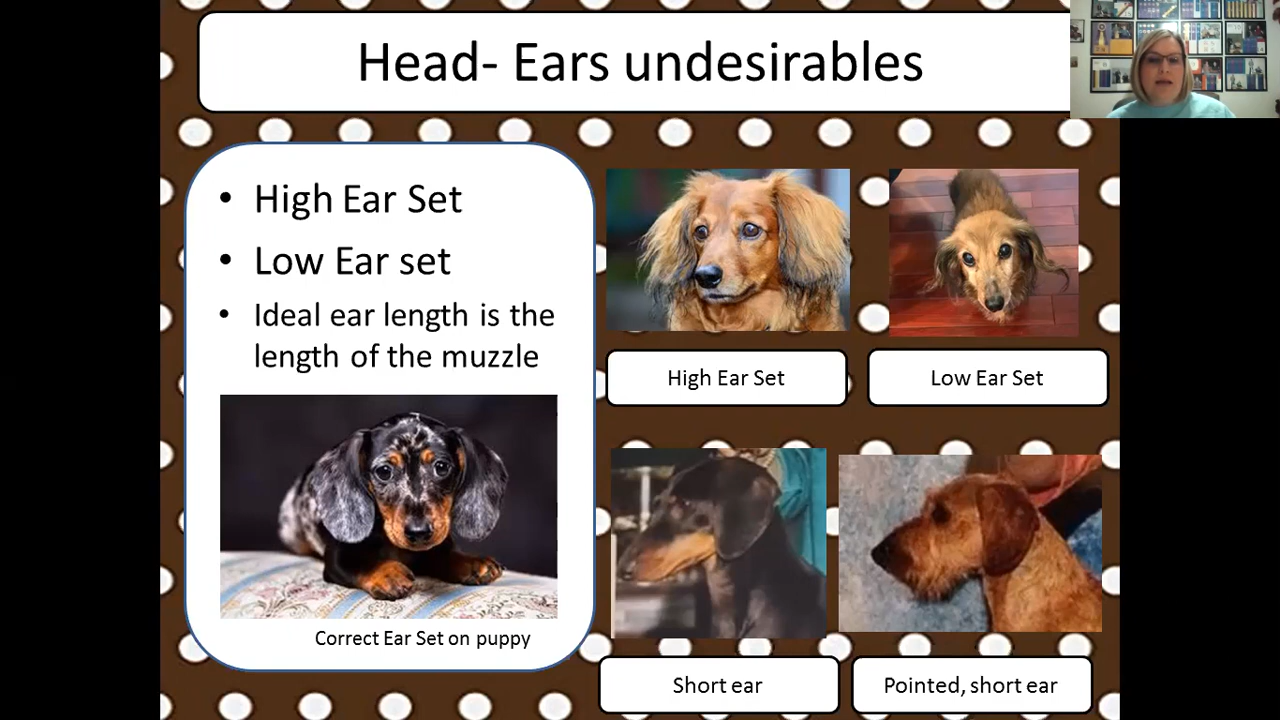 Head- Ears undesirables
• High Ear Set
• Low Ear set
• Ideal ear length is the
length of the muzzle
Correct Ear Set on puppy
High Ear Set
Low Ear Set
Short ear
Pointed, short ear